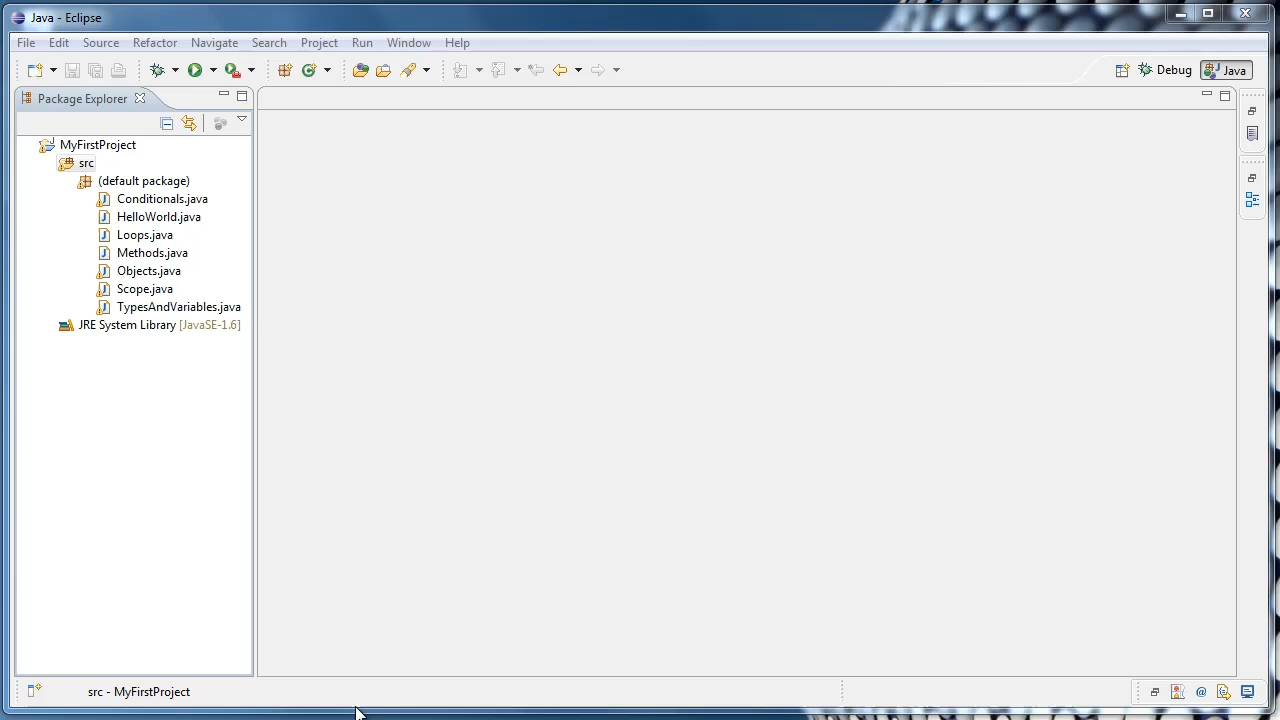 Java - Eclipse
File Edit Source Refactor Navigate Search Project Run Window Help
Debug Java
Package Explorer
MyFirstProject
src
(default package)
Conditionals.java
HelloWorld.java
Loops.java
Methods.java
Objects.java
Scope.java
TypesAndVariables.java
JRE System Library [JavaSE-1.6]
src - MyFirstProject